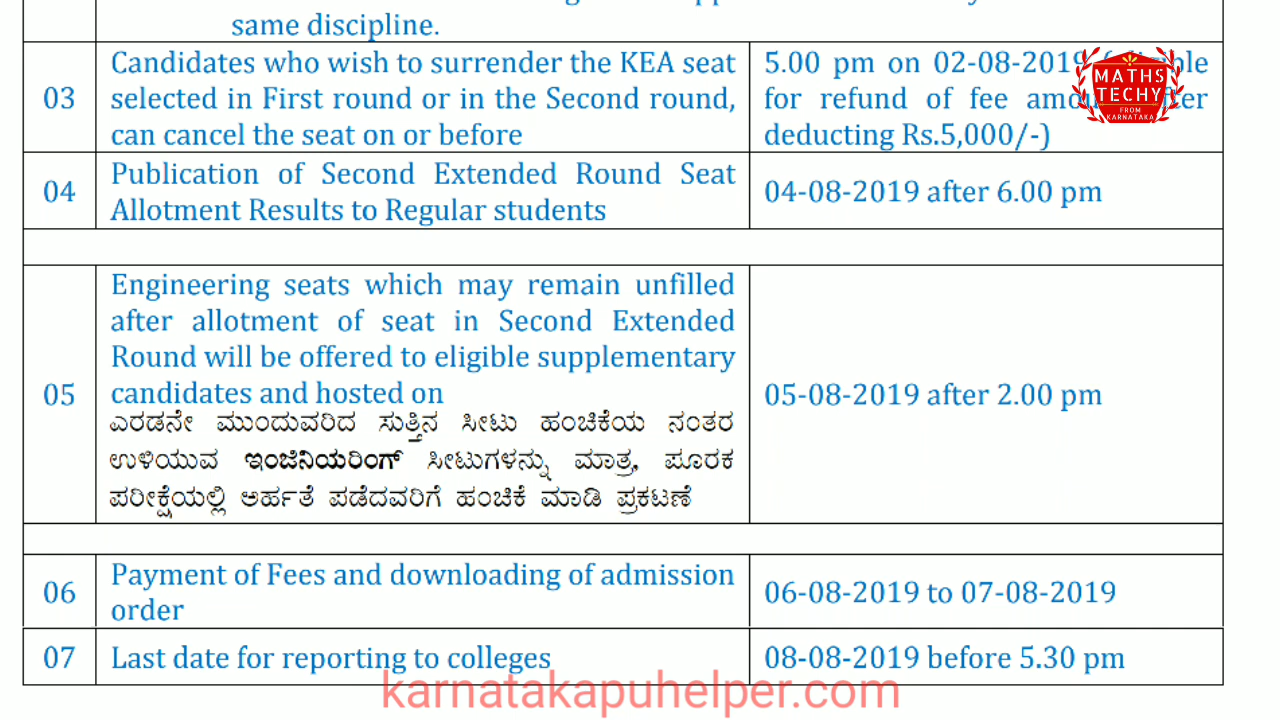 same discipline.
03
Candidates who wish to surrender the KEA seat
selected in First round or in the Second round,
can cancel the seat on or before
5.00 pm on 02-08-2019
for refund of fee
deducting Rs.5,000/-)
MATHS
TECHY
FROM
KARNATAKA
04
Publication of Second Extended Round Seat
Allotment Results to Regular students
04-08-2019 after 6.00 pm
05
Engineering seats which may remain unfilled
after allotment of seat in Second Extended
Round will be offered to eligible supplementary
candidates and hosted on
ಎರಡನೇ ಮುಂದುವರಿದ ಸುತ್ತಿನ ಸೀಟು ಹಂಚಿಕೆಯ ನಂತರ
ಉಳಿಯುವ ಇಂಜಿನಿಯರಿಂಗ್ ಸೀಟುಗಳನ್ನು ಮಾತ್ರ, ಪೂರಕ
ಪರೀಕ್ಷೆಯಲ್ಲಿ ಅರ್ಹತೆ ಪಡೆದವರಿಗೆ ಹಂಚಿಕೆ ಮಾಡಿ ಪ್ರಕಟಣೆ
05-08-2019 after 2.00 pm
06
Payment of Fees and downloading of admission
order
06-08-2019 to 07-08-2019
07
Last date for reporting to colleges
08-08-2019 before 5.30 pm
karnatakapuhelper.com